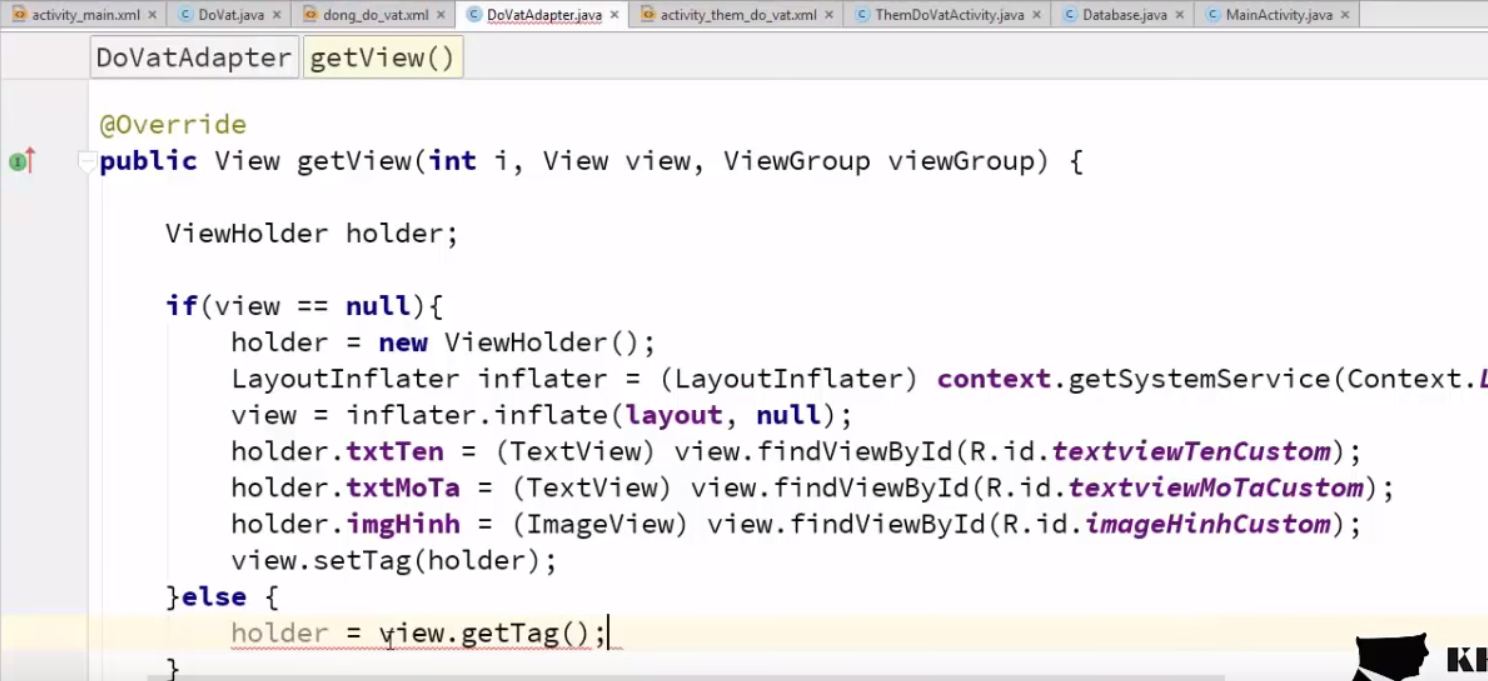 activity_main.xml × DoVat.java × dong_do_vat.xml × DoVatAdapter.java × activity_them_do_vat.xml × ThemDoVatActivity.java × Database.java × MainActivity.java ×
DoVatAdapter getView()
@Override
public View getView(int i, View view, ViewGroup viewGroup) {
ViewHolder holder;
if(view == null){
holder = new ViewHolder();
LayoutInflater inflater = (LayoutInflater) context.getSystemService(Context.L
view = inflater.inflate(layout, null);
holder.txtTen = (TextView) view.findViewById(R.id.textviewTenCustom);
holder.txtMoTa = (TextView) view.findViewById(R.id.textviewMoTaCustom);
holder.imgHinh = (ImageView) view.findViewById(R.id.imageHinhCustom);
view.setTag(holder);
}else {
holder = view.getTag();
}
KH